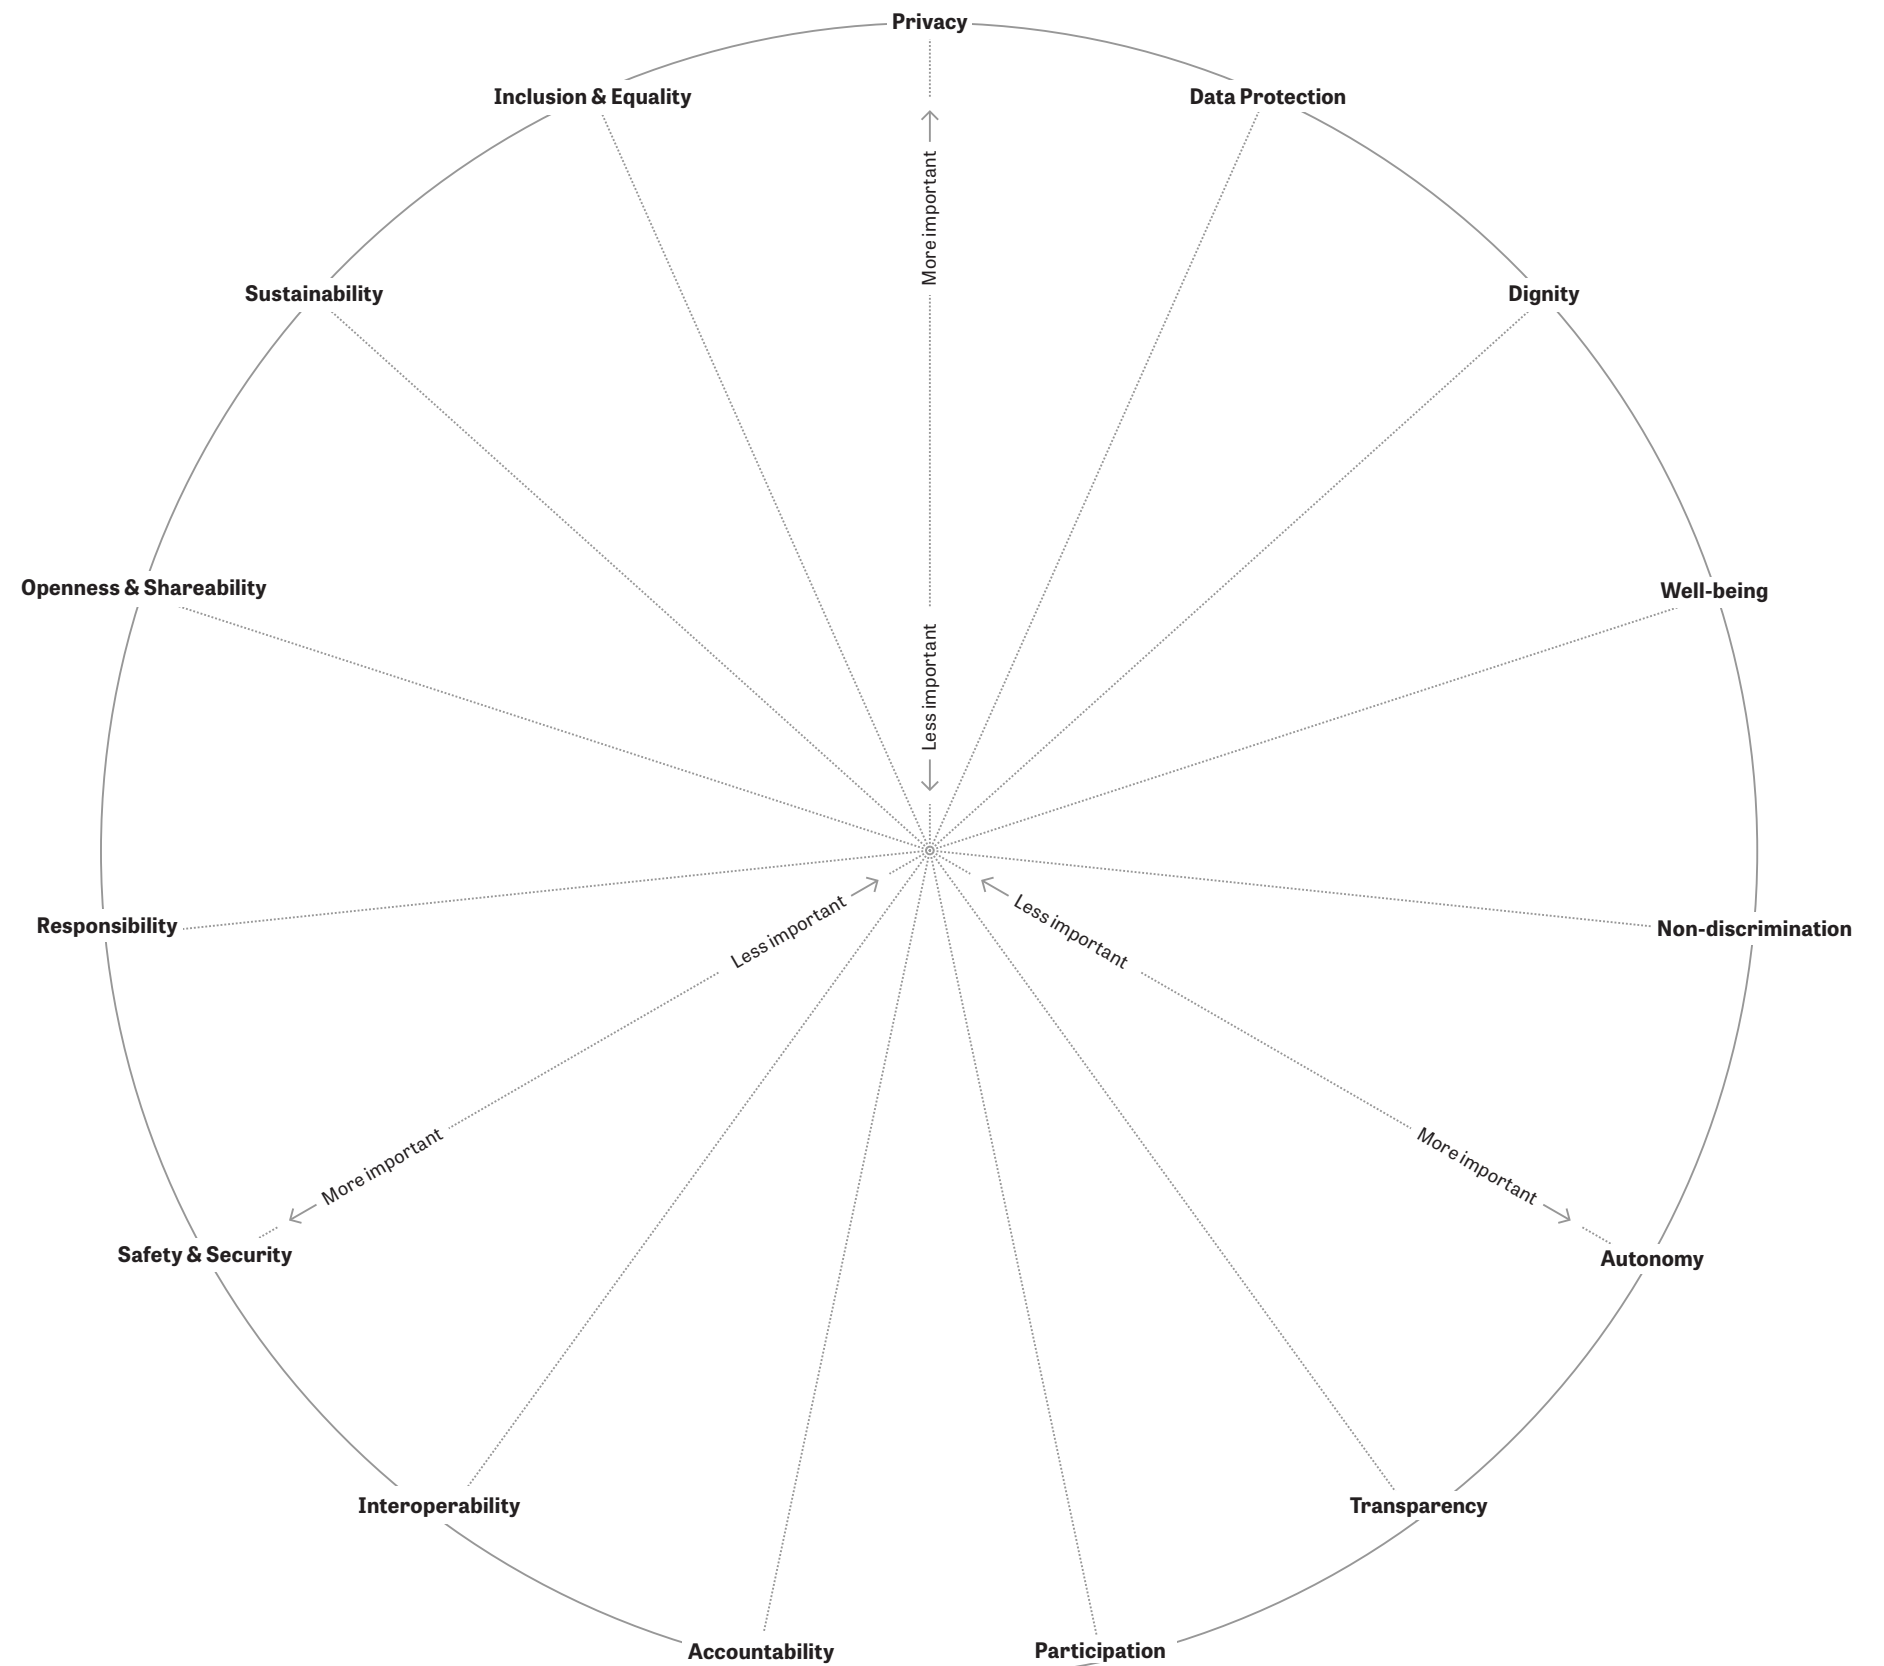 Privacy
Inclusion & Equality
Data Protection
More important
Sustainability
Dignity
Openness & Shareability
Well-being
Less important
Responsibility
Less important
Less important
Non-discrimination
More important
More important
Safety & Security
Autonomy
Interoperability
Transparency
Accountability
Participation